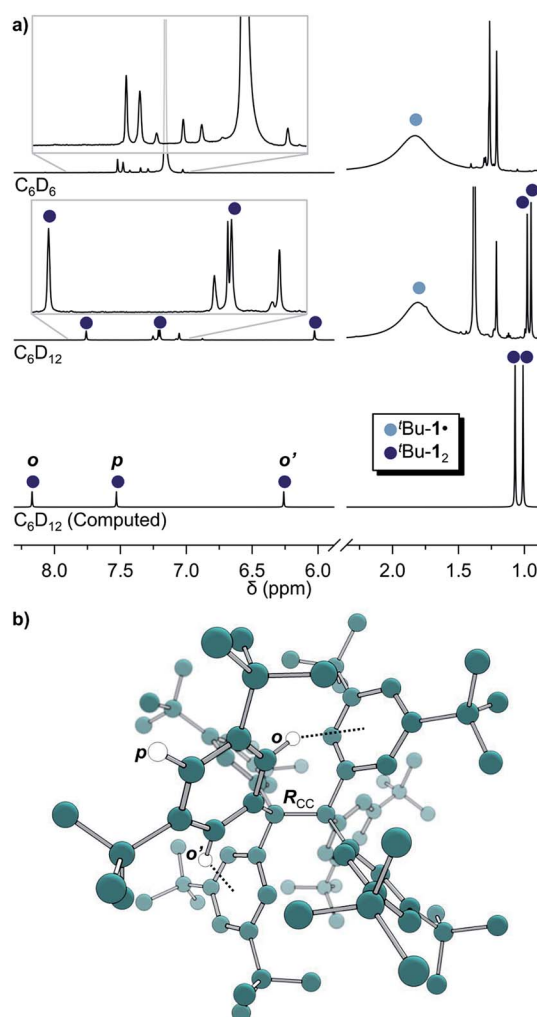 a)
C₆D₆
C₆D₁₂
ᵗBu-1•
ᵗBu-1₂
o p o'
C₆D₁₂ (Computed)
8.0 7.5 7.0 6.5 6.0 2.0 1.5 1.0
δ (ppm)
b)
o
p
R_CC
o'